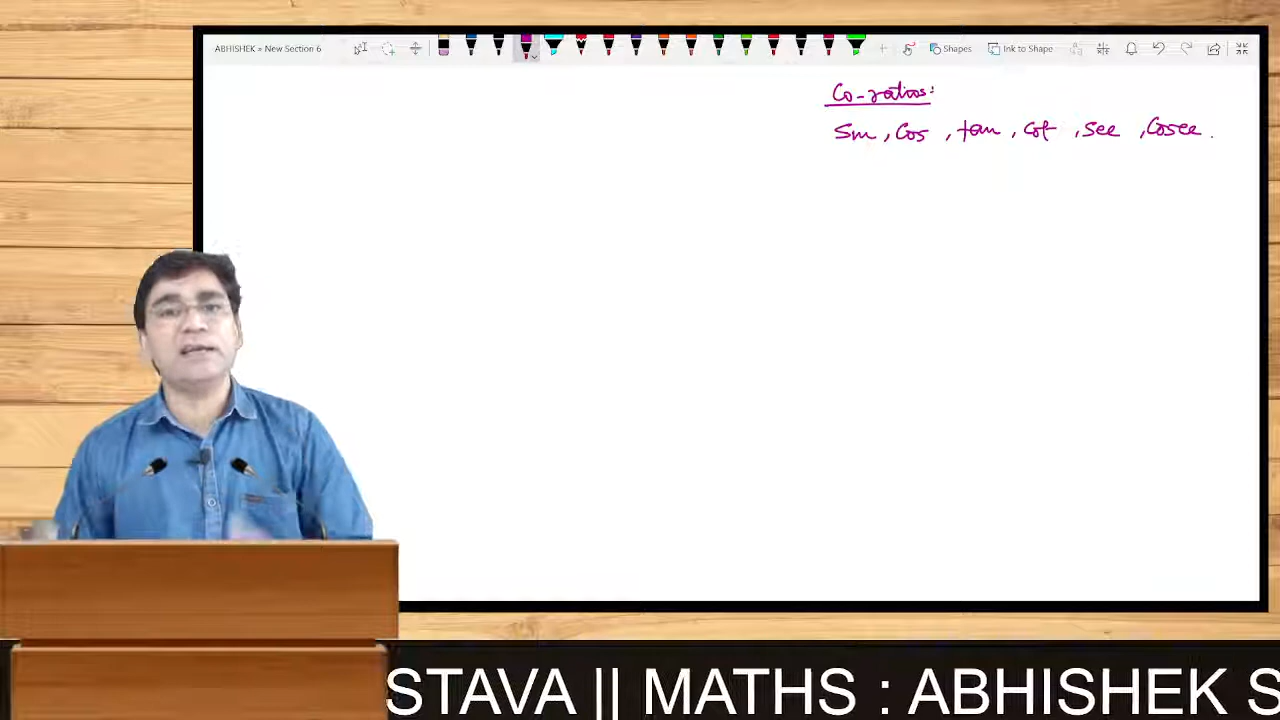 ABHISHEK » New Section 6
Shapes
Ink to Shape
Co-ratios:
Sin, Cos, tan, cot, sec, Cosec.
STAVA || MATHS : ABHISHEK S